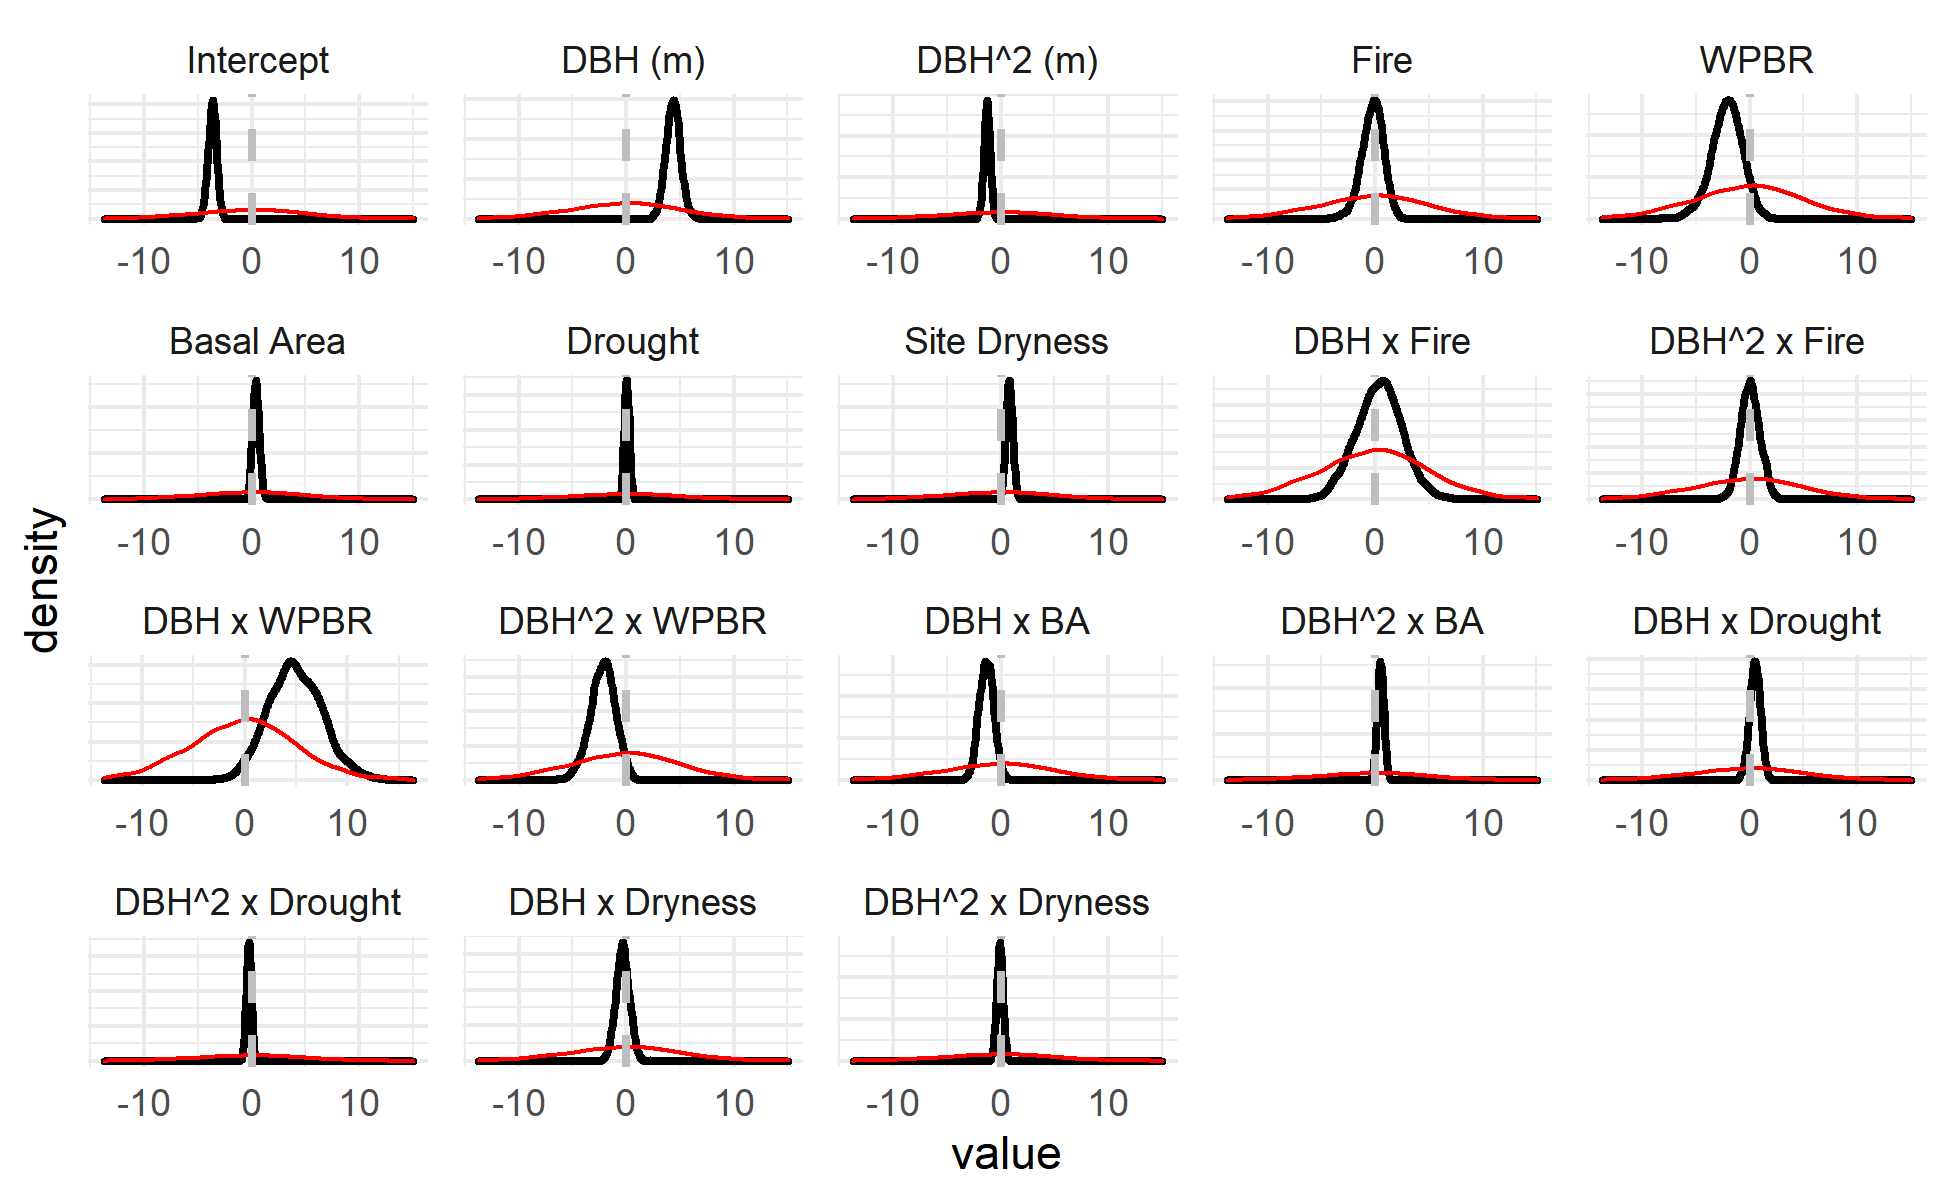 Intercept DBH (m) DBH^2 (m) Fire WPBR
-10 0 10 -10 0 10 -10 0 10 -10 0 10 -10 0 10
Basal Area Drought Site Dryness DBH x Fire DBH^2 x Fire
-10 0 10 -10 0 10 -10 0 10 -10 0 10 -10 0 10
density
DBH x WPBR DBH^2 x WPBR DBH x BA DBH^2 x BA DBH x Drought
-10 0 10 -10 0 10 -10 0 10 -10 0 10 -10 0 10
DBH^2 x Drought DBH x Dryness DBH^2 x Dryness
-10 0 10 -10 0 10 -10 0 10
value